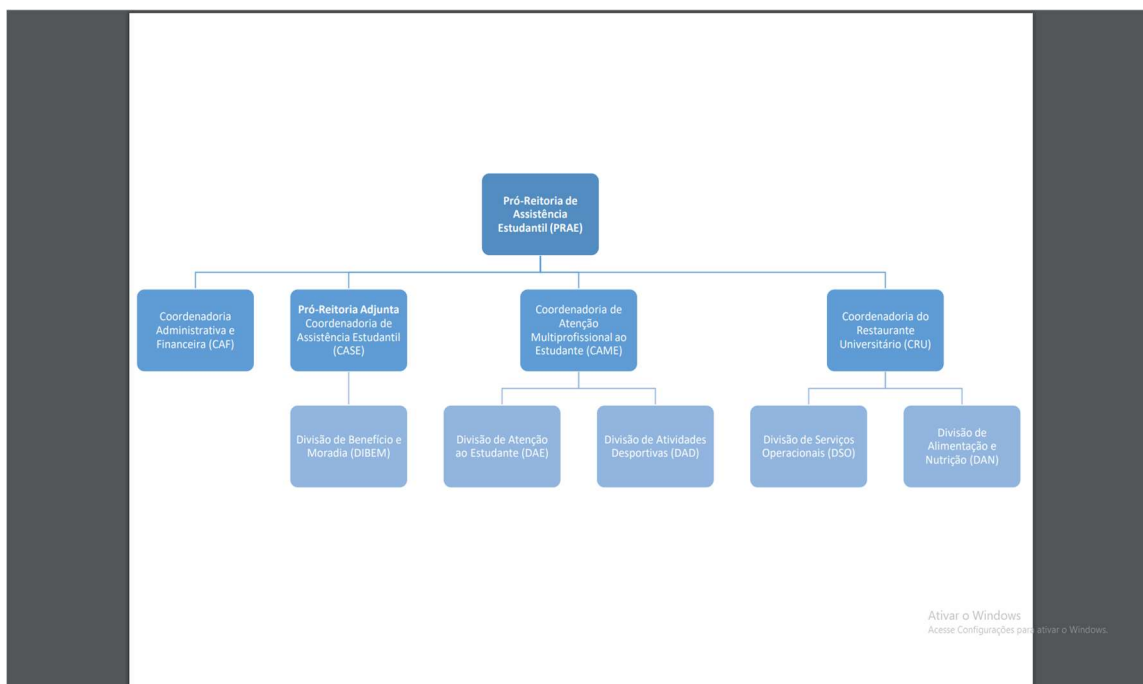 Pró-Reitoria de
Assistência
Estudantil (PRAE)
Coordenadoria
Administrativa e
Financeira (CAF)
Pró-Reitoria Adjunta
Coordenadoria de
Assistência Estudantil
(CASE)
Coordenadoria de
Atenção
Multiprofissional ao
Estudante (CAME)
Coordenadoria do
Restaurante
Universitário (CRU)
Divisão de Benefício e
Moradia (DIBEM)
Divisão de Atenção
ao Estudante (DAE)
Divisão de Atividades
Desportivas (DAD)
Divisão de Serviços
Operacionais (DSO)
Divisão de
Alimentação e
Nutrição (DAN)
Ativar o Windows
Acesse Configurações para ativar o Windows.